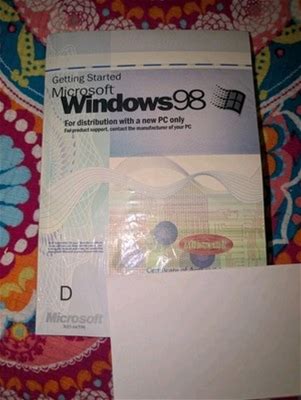 Getting Started
Microsoft
Windows98
For distribution with a new PC only
For product support, contact the manufacturer of your PC
Microsoft
Certificate of
D
Microsoft